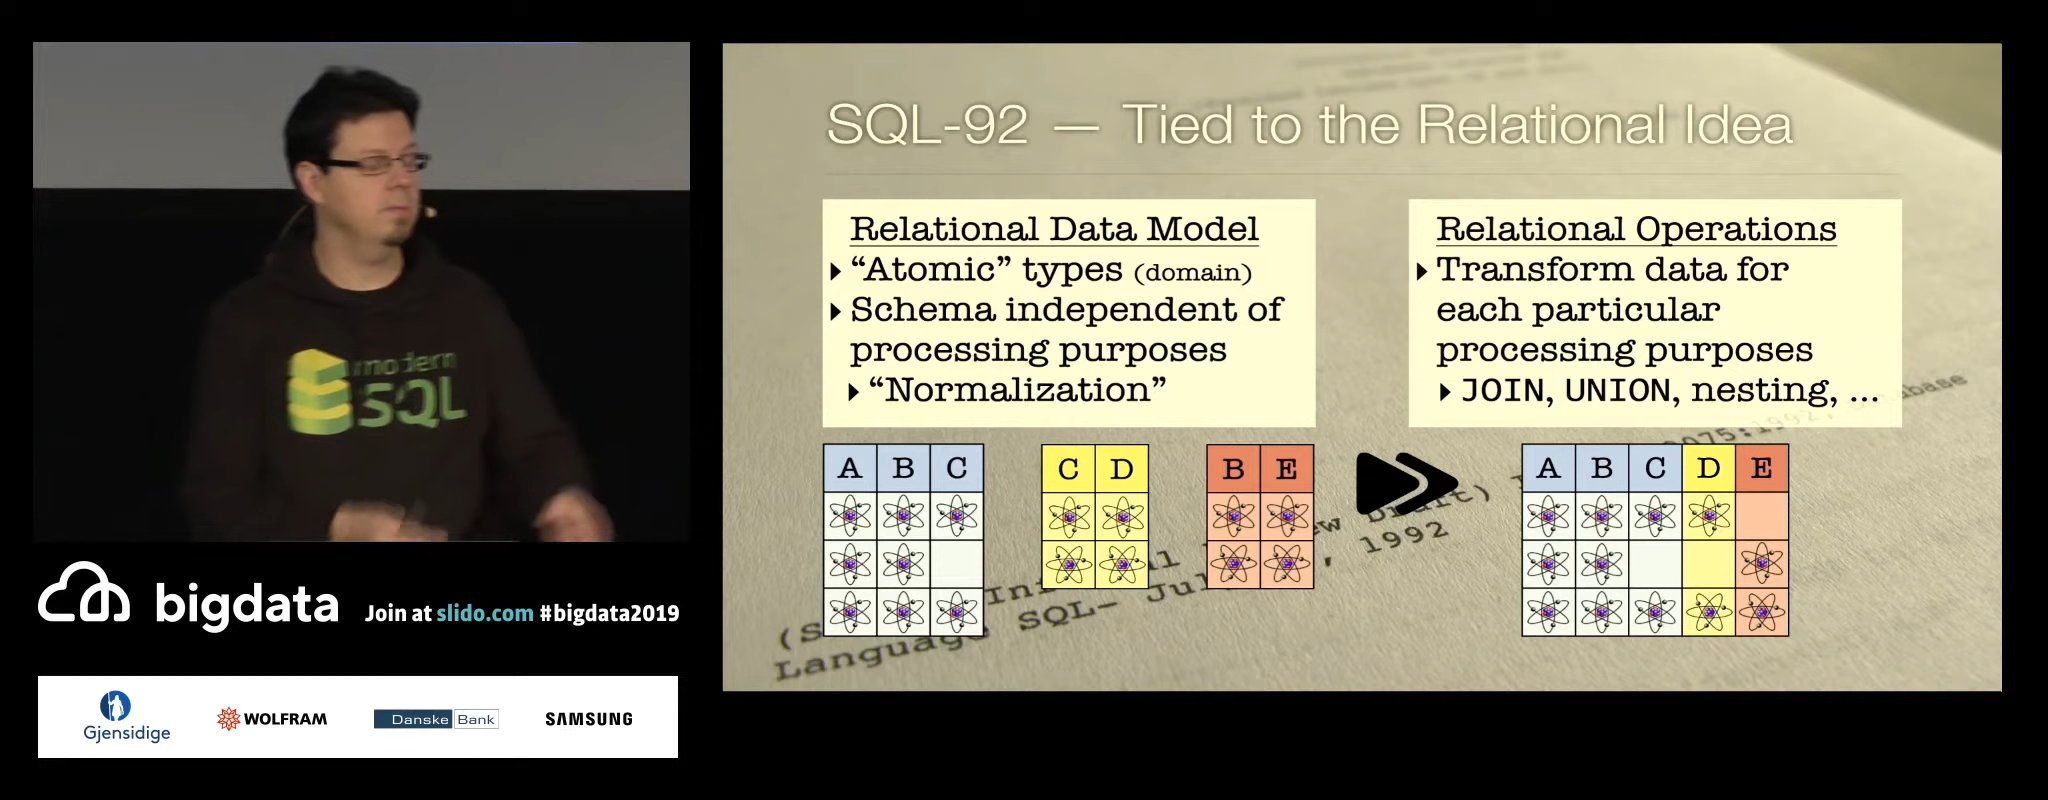 modern
SQL
bigdata
Join at slido.com #bigdata2019
Gjensidige
WOLFRAM
Danske Bank
SAMSUNG
SQL-92 — Tied to the Relational Idea
Relational Data Model
“Atomic” types (domain)
Schema independent of
processing purposes
“Normalization”
Relational Operations
Transform data for
each particular
processing purposes
JOIN, UNION, nesting, ...
A B C
C D
B E
A B C D E
, 1992
Language SQL—